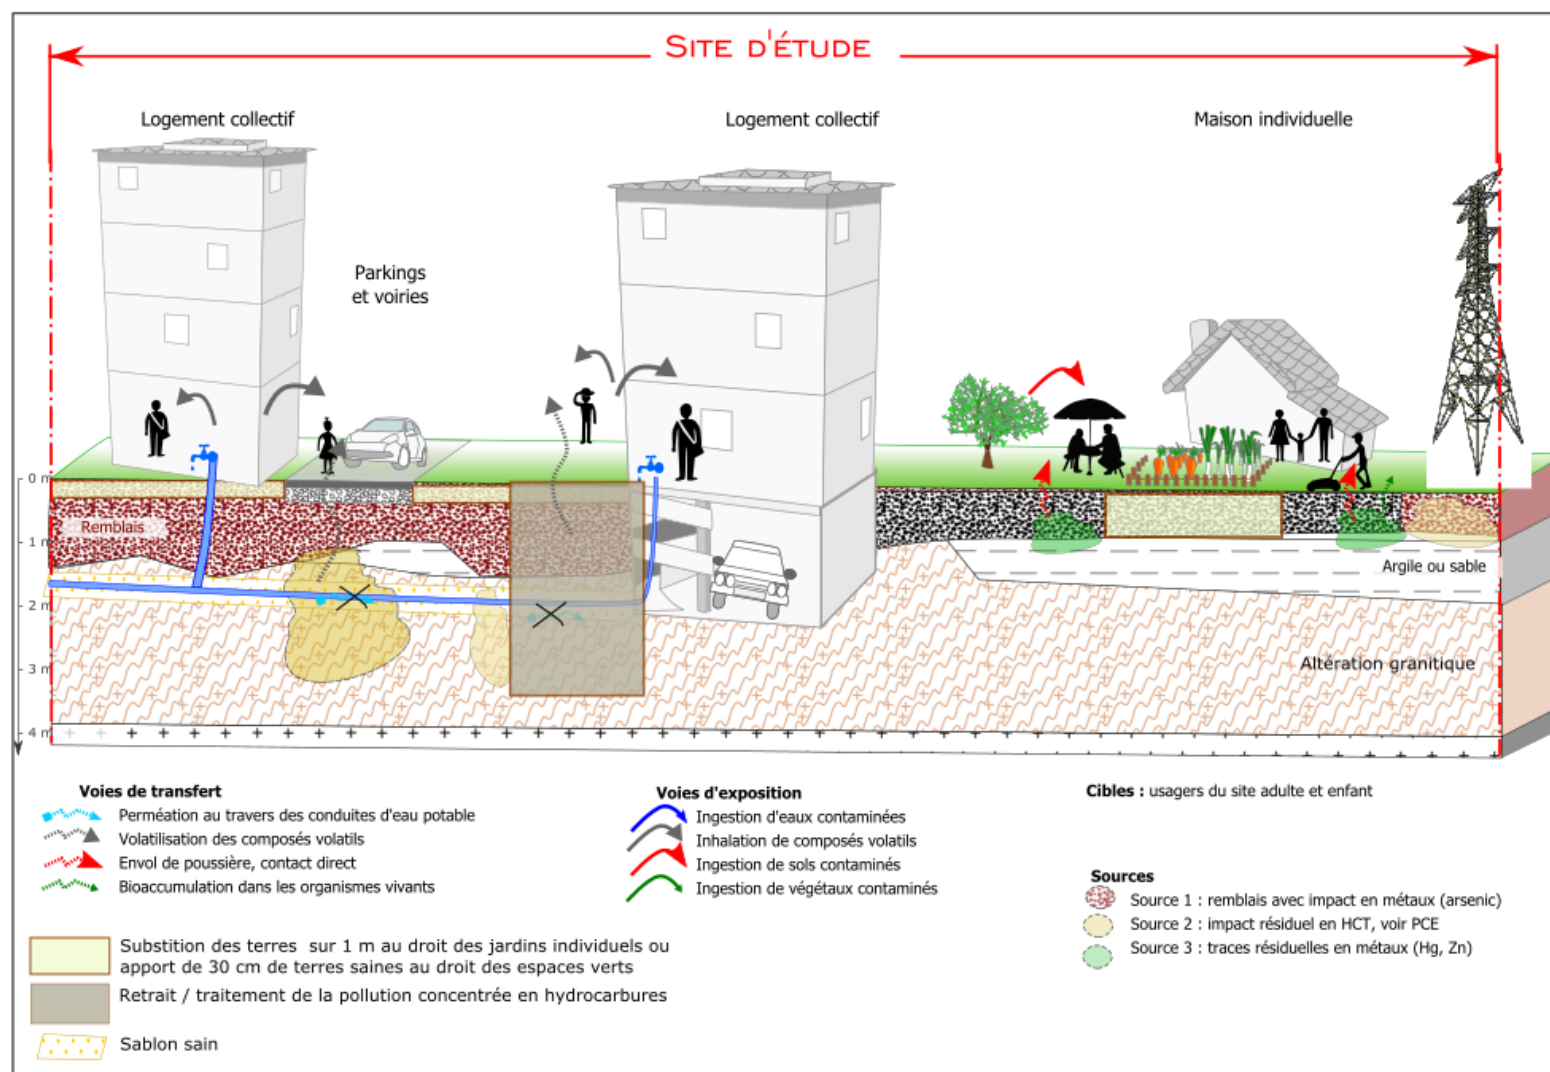 SITE D'ÉTUDE
Logement collectif
Logement collectif
Maison individuelle
Parkings
et voiries
0 m
Remblais
1 m
Argile ou sable
2 m
3 m
Altération granitique
4 m
Voies de transfert
Perméation au travers des conduites d'eau potable
Volatilisation des composés volatils
Envol de poussière, contact direct
Bioaccumulation dans les organismes vivants
Voies d'exposition
Ingestion d'eaux contaminées
Inhalation de composés volatils
Ingestion de sols contaminés
Ingestion de végétaux contaminés
Cibles : usagers du site adulte et enfant
Sources
Source 1 : remblais avec impact en métaux (arsenic)
Source 2 : impact résiduel en HCT, voir PCE
Source 3 : traces résiduelles en métaux (Hg, Zn)
Substition des terres sur 1 m au droit des jardins individuels ou
apport de 30 cm de terres saines au droit des espaces verts
Retrait / traitement de la pollution concentrée en hydrocarbures
Sablon sain